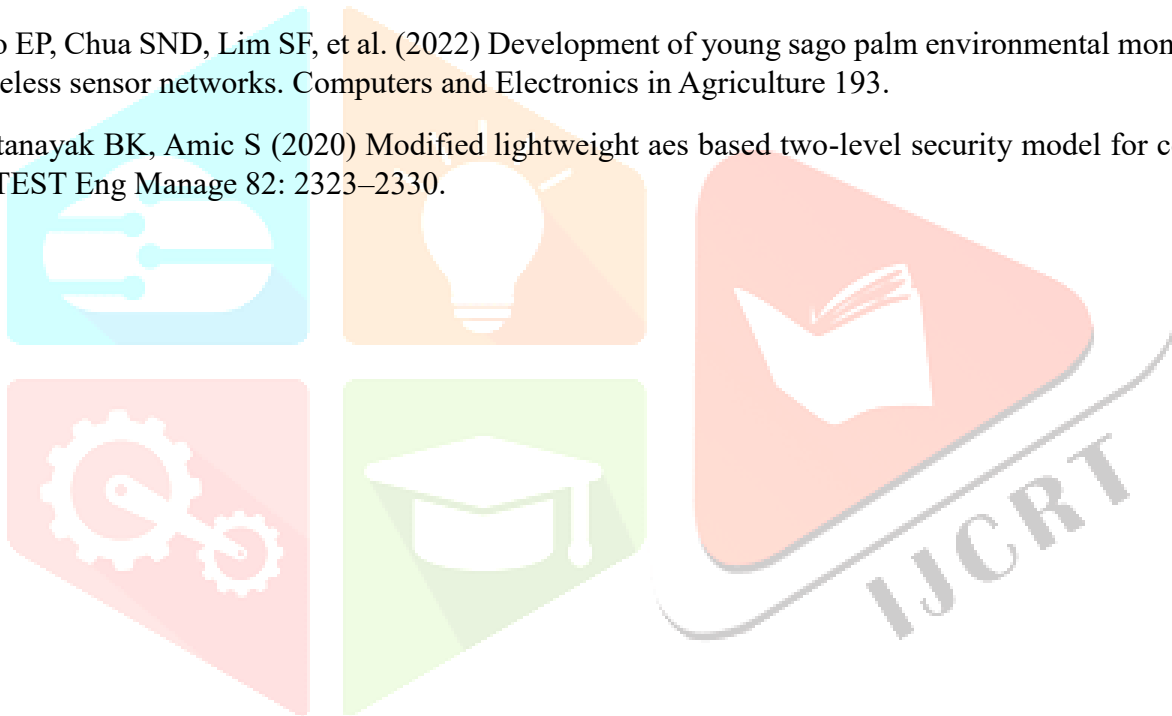 o EP, Chua SND, Lim SF, et al. (2022) Development of young sago palm environmental mon
eless sensor networks. Computers and Electronics in Agriculture 193.
tanayak BK, Amic S (2020) Modified lightweight aes based two-level security model for c
TEST Eng Manage 82: 2323–2330.
IJCRT